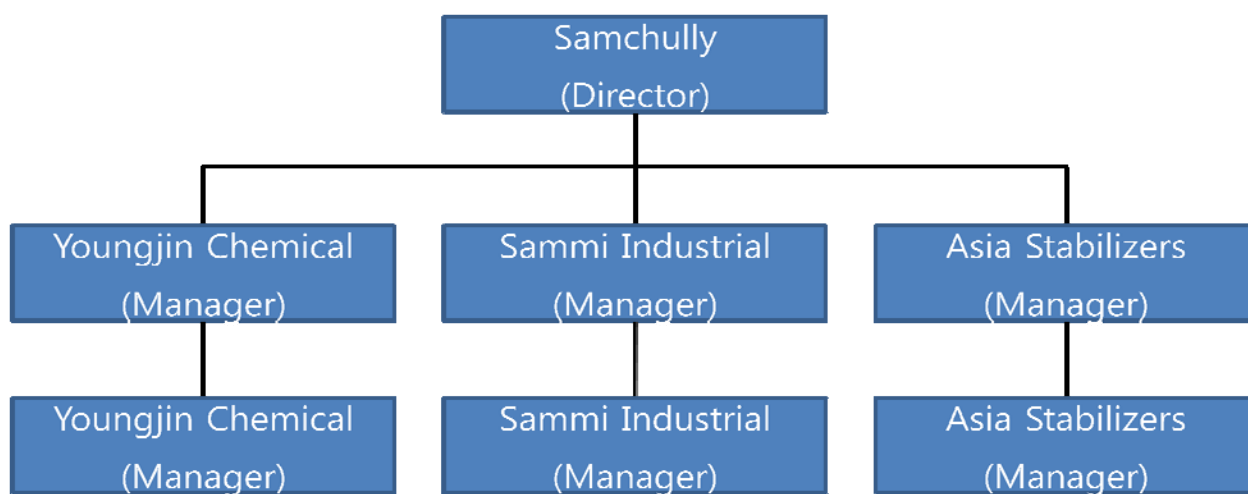 Samchully
(Director)
Youngjin Chemical
(Manager)
Sammi Industrial
(Manager)
Asia Stabilizers
(Manager)
Youngjin Chemical
(Manager)
Sammi Industrial
(Manager)
Asia Stabilizers
(Manager)